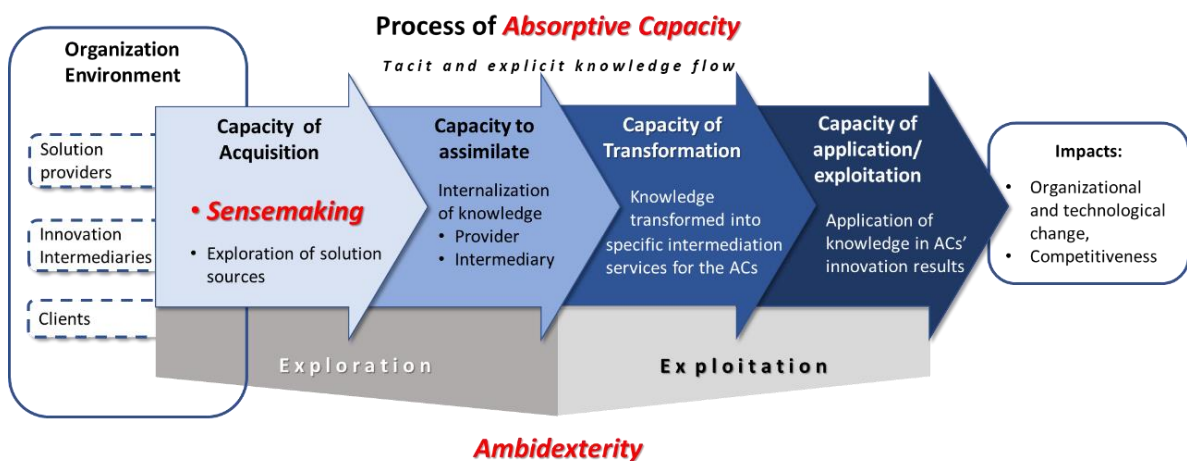 Process of Absorptive Capacity
Tacit and explicit knowledge flow
Organization
Environment
Solution
providers
Innovation
Intermediaries
Clients
Capacity of
Acquisition
• Sensemaking
• Exploration of solution
sources
Capacity to
assimilate
Internalization
of knowledge
• Provider
• Intermediary
Capacity of
Transformation
Knowledge
transformed into
specific intermediation
services for the ACs
Capacity of
application/
exploitation
Application of
knowledge in ACs'
innovation results
Impacts:
• Organizational
and technological
change,
• Competitiveness
Exploration
Exploitation
Ambidexterity